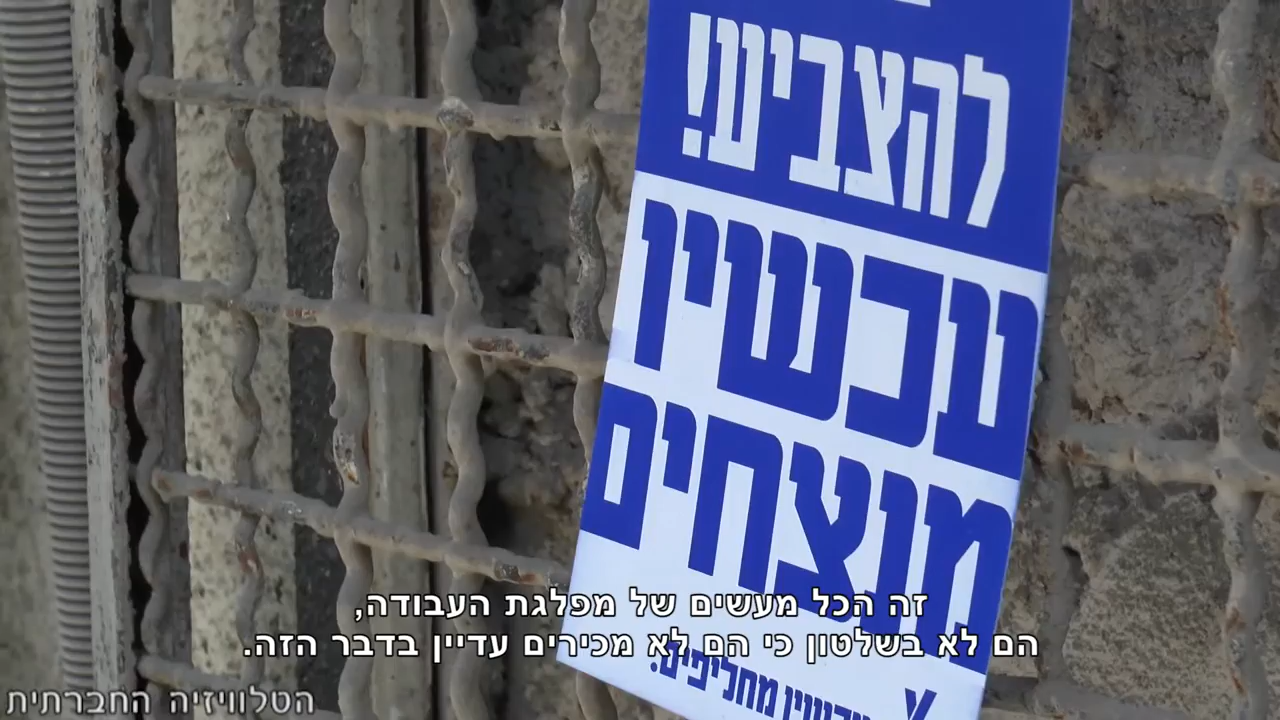 להצביע!
עכשיו
מנצחים
מחליפים.
זה הכל מעשים של מפלגת העבודה,
הם לא בשלטון כי הם לא מכירים עדיין בדבר הזה.
הטלוויזיה החברתית